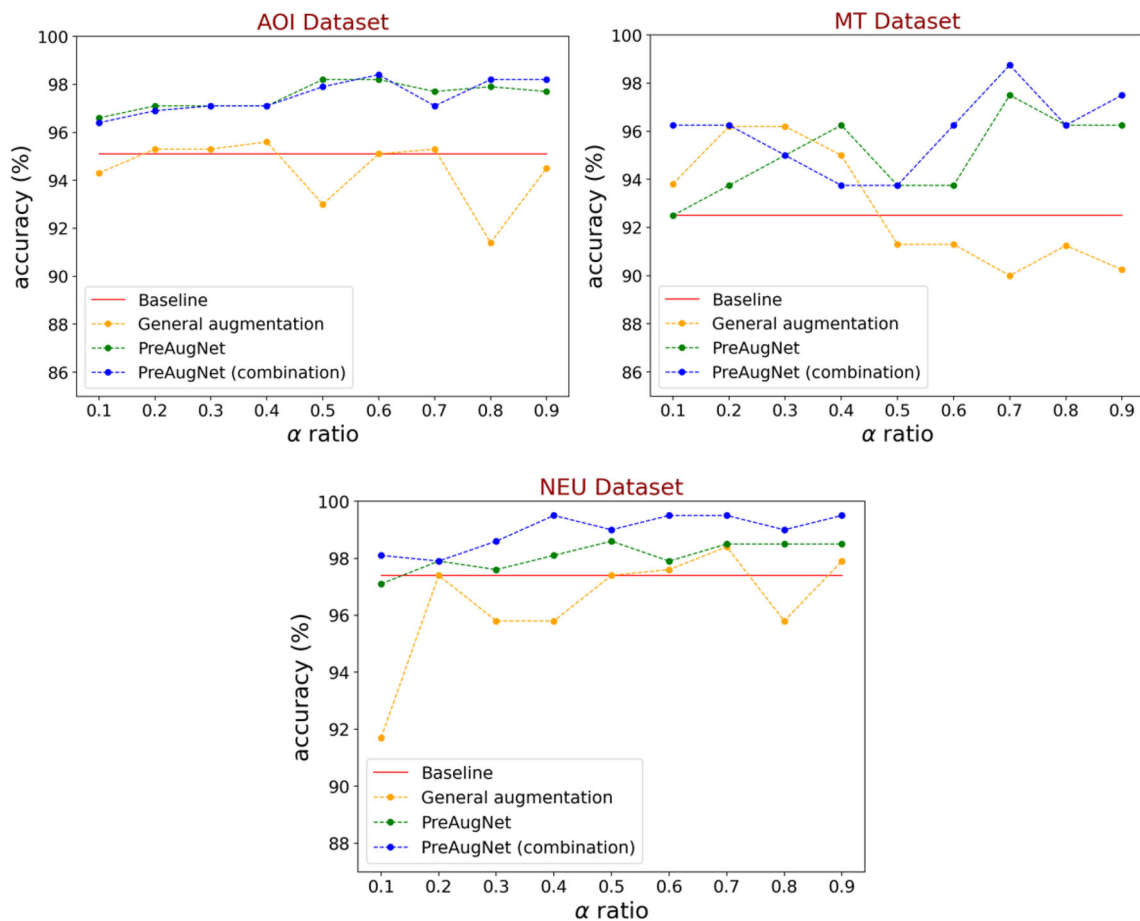 AOI Dataset
100
98
96
94
92
90
88
86
accuracy (%)
Baseline
General augmentation
PreAugNet
PreAugNet (combination)
0.1 0.2 0.3 0.4 0.5 0.6 0.7 0.8 0.9
α ratio
MT Dataset
100
98
96
94
92
90
88
86
accuracy (%)
Baseline
General augmentation
PreAugNet
PreAugNet (combination)
0.1 0.2 0.3 0.4 0.5 0.6 0.7 0.8 0.9
α ratio
NEU Dataset
100
98
96
94
92
90
88
accuracy (%)
Baseline
General augmentation
PreAugNet
PreAugNet (combination)
0.1 0.2 0.3 0.4 0.5 0.6 0.7 0.8 0.9
α ratio